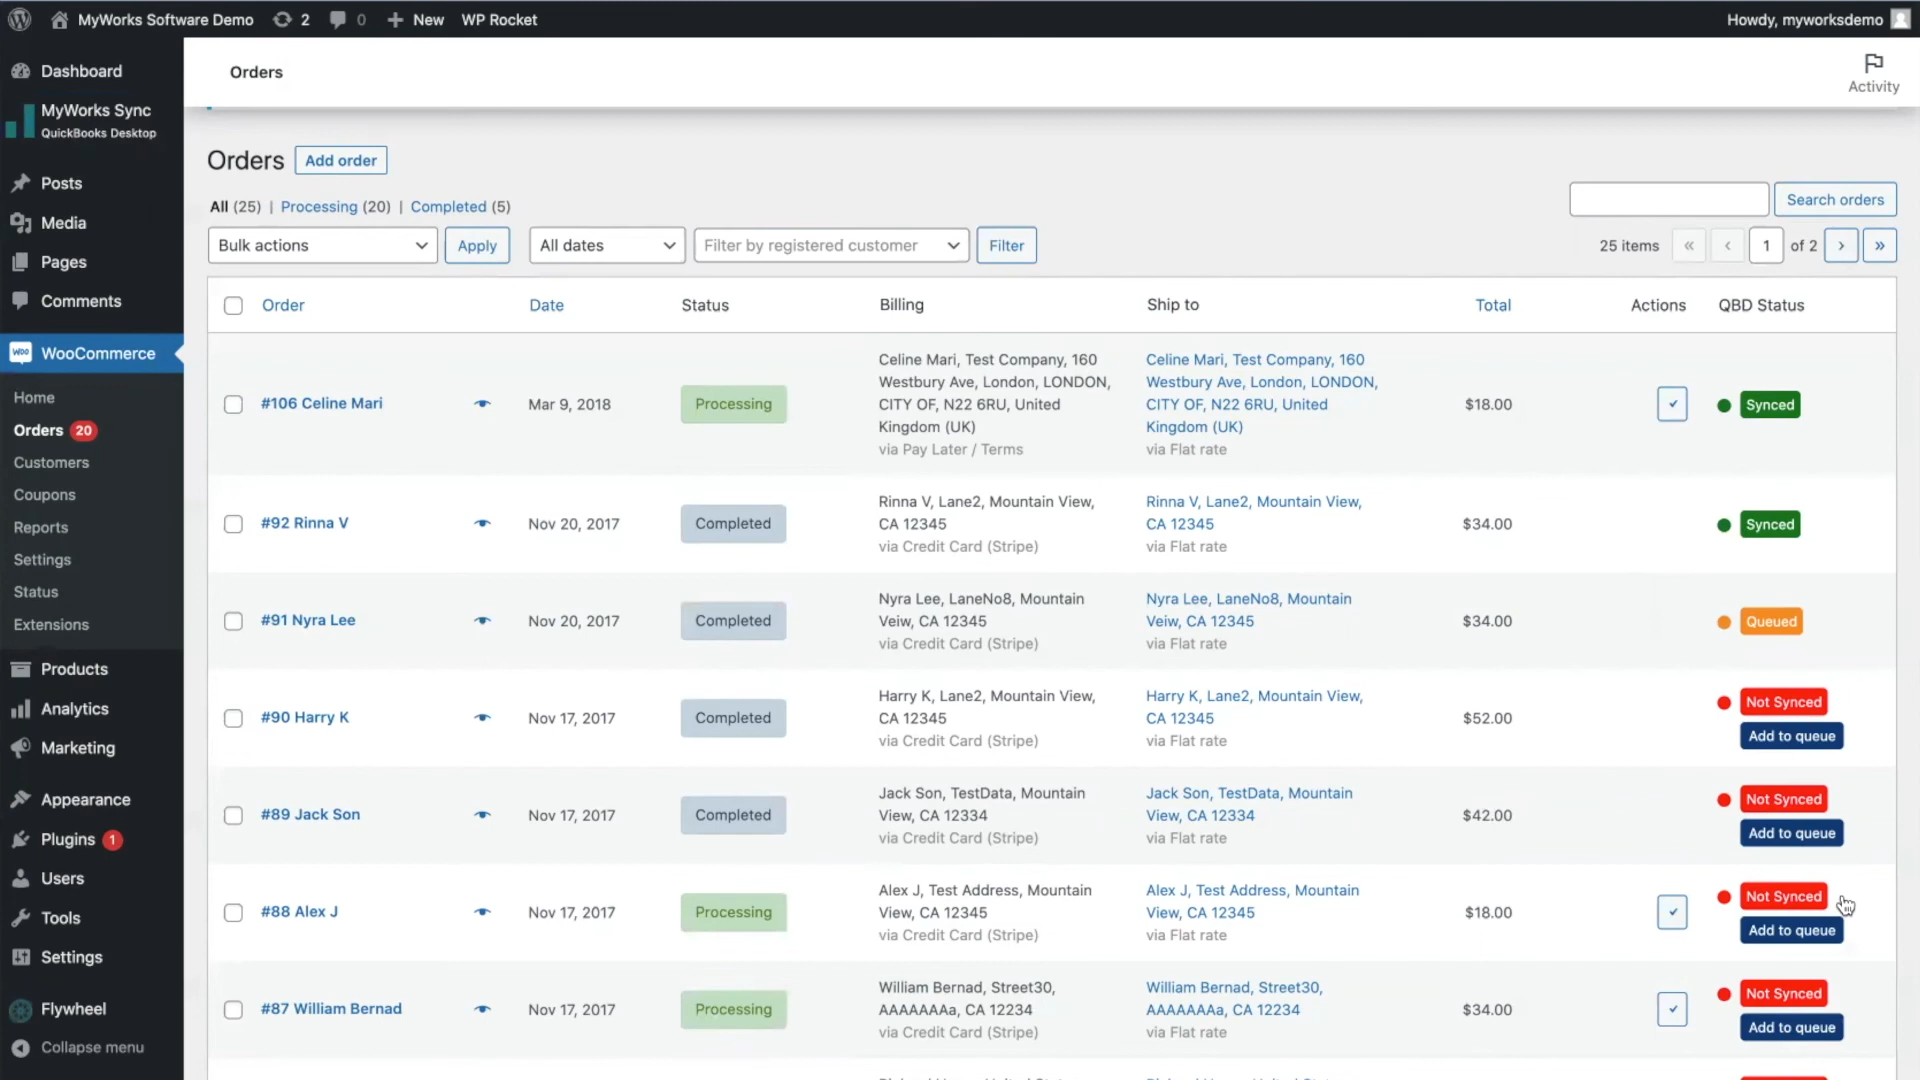 MyWorks Software Demo 2 0 New WP Rocket Howdy, myworksdemo
Dashboard
MyWorks Sync
QuickBooks Desktop
Posts
Media
Pages
Comments
WooCommerce
Home
Orders 20
Customers
Coupons
Reports
Settings
Status
Extensions
Products
Analytics
Marketing
Appearance
Plugins 1
Users
Tools
Settings
Flywheel
Collapse menu
Orders
Activity
Orders Add order
All (25) | Processing (20) | Completed (5)
Search orders
Bulk actions Apply All dates Filter by registered customer Filter 25 items « ‹ 1 of 2 › »
Order Date Status Billing Ship to Total Actions QBD Status
#106 Celine Mari Mar 9, 2018 Processing
Celine Mari, Test Company, 160
Westbury Ave, London, LONDON,
CITY OF, N22 6RU, United
Kingdom (UK)
via Pay Later / Terms
Celine Mari, Test Company, 160
Westbury Ave, London, LONDON,
CITY OF, N22 6RU, United
Kingdom (UK)
via Flat rate
$18.00 Synced
#92 Rinna V Nov 20, 2017 Completed
Rinna V, Lane2, Mountain View,
CA 12345
via Credit Card (Stripe)
Rinna V, Lane2, Mountain View,
CA 12345
via Flat rate
$34.00 Synced
#91 Nyra Lee Nov 20, 2017 Completed
Nyra Lee, LaneNo8, Mountain
Veiw, CA 12345
via Credit Card (Stripe)
Nyra Lee, LaneNo8, Mountain
Veiw, CA 12345
via Flat rate
$34.00 Queued
#90 Harry K Nov 17, 2017 Completed
Harry K, Lane2, Mountain View,
CA 12345
via Credit Card (Stripe)
Harry K, Lane2, Mountain View,
CA 12345
via Flat rate
$52.00 Not Synced
Add to queue
#89 Jack Son Nov 17, 2017 Completed
Jack Son, TestData, Mountain
View, CA 12334
via Credit Card (Stripe)
Jack Son, TestData, Mountain
View, CA 12334
via Flat rate
$42.00 Not Synced
Add to queue
#88 Alex J Nov 17, 2017 Processing
Alex J, Test Address, Mountain
View, CA 12345
via Credit Card (Stripe)
Alex J, Test Address, Mountain
View, CA 12345
via Flat rate
$18.00 Not Synced
Add to queue
#87 William Bernad Nov 17, 2017 Processing
William Bernad, Street30,
AAAAAAAa, CA 12234
via Credit Card (Stripe)
William Bernad, Street30,
AAAAAAAa, CA 12234
via Flat rate
$34.00 Not Synced
Add to queue